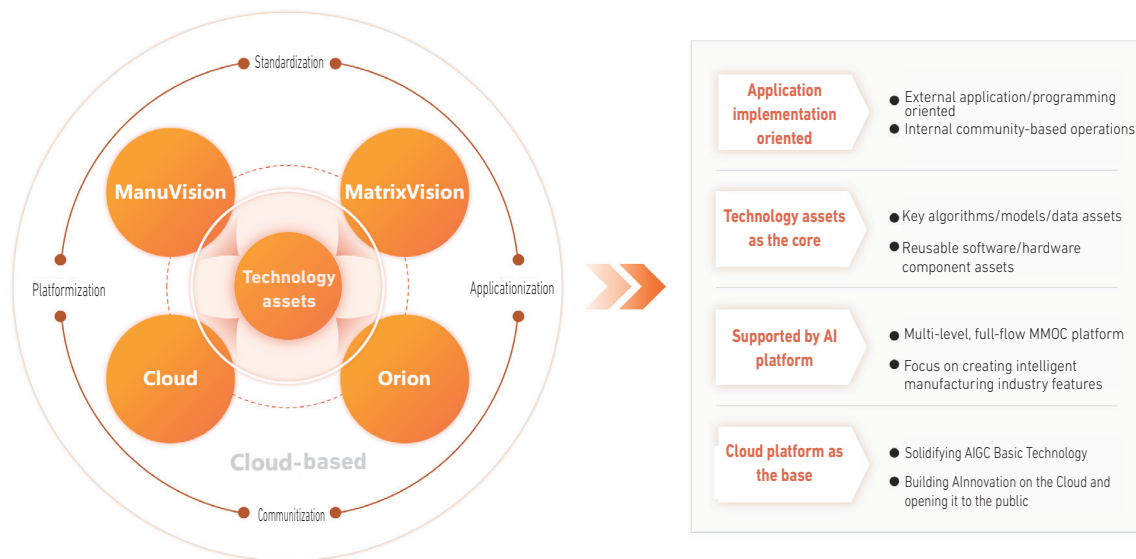 Standardization
ManuVision
MatrixVision
Technology
assets
Platformization
Applicationization
Cloud
Orion
Cloud-based
Communitization
Application
implementation
oriented
External application/programming
oriented
Internal community-based operations
Technology assets
as the core
Key algorithms/models/data assets
Reusable software/hardware
component assets
Supported by AI
platform
Multi-level, full-flow MMOC platform
Focus on creating intelligent
manufacturing industry features
Cloud platform as
the base
Solidifying AIGC Basic Technology
Building AInnovation on the Cloud and
opening it to the public